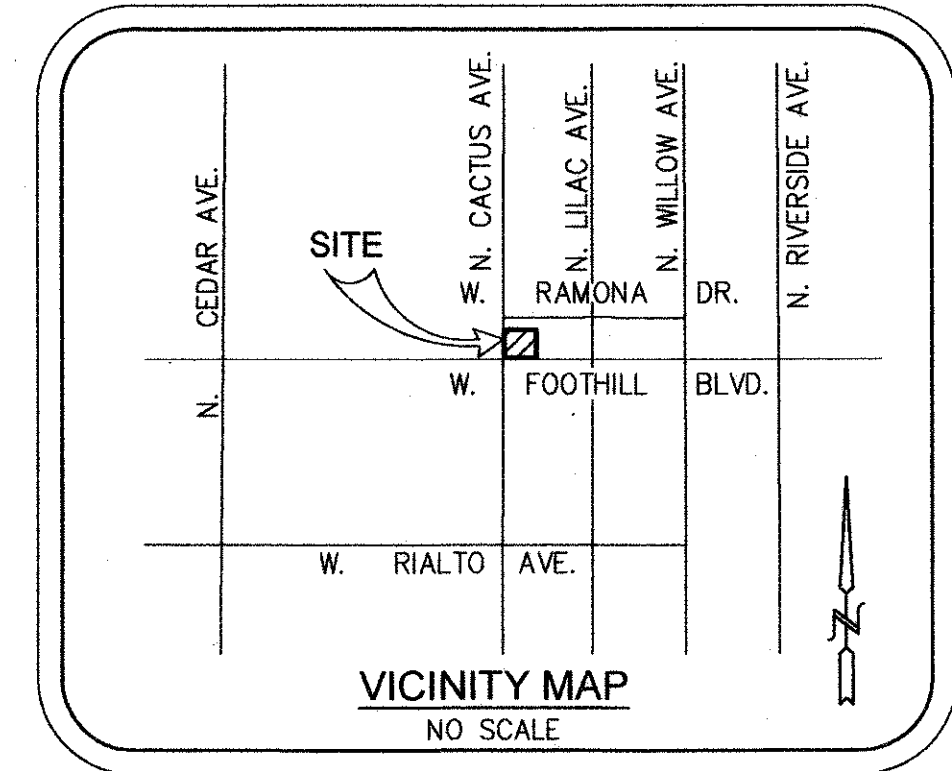 N. CEDAR AVE.
N. CACTUS AVE.
N. LILAC AVE.
N. WILLOW AVE.
N. RIVERSIDE AVE.
SITE
W. RAMONA DR.
W. FOOTHILL BLVD.
W. RIALTO AVE.
N
VICINITY MAP
NO SCALE